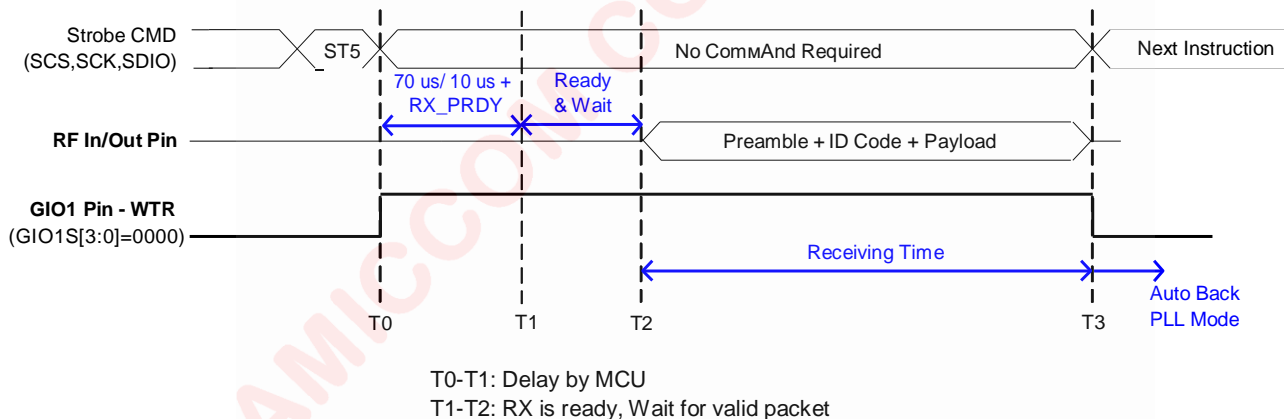 Strobe CMD
(SCS,SCK,SDIO)
ST5
No CommAnd Required
Next Instruction
70 us/ 10 us +
RX_PRDY
Ready
& Wait
RF In/Out Pin
Preamble + ID Code + Payload
GIO1 Pin - WTR
(GIO1S[3:0]=0000)
Receiving Time
Auto Back
PLL Mode
T0
T1
T2
T3
T0-T1: Delay by MCU
T1-T2: RX is ready, Wait for valid packet